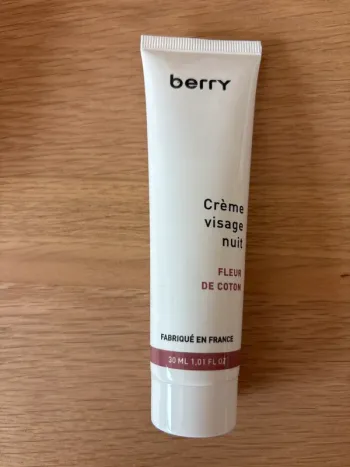 berry
Crème
visage
nuit
FLEUR
DE COTON
FABRIQUÉ EN FRANCE
30 ML 1,01 FL OZ